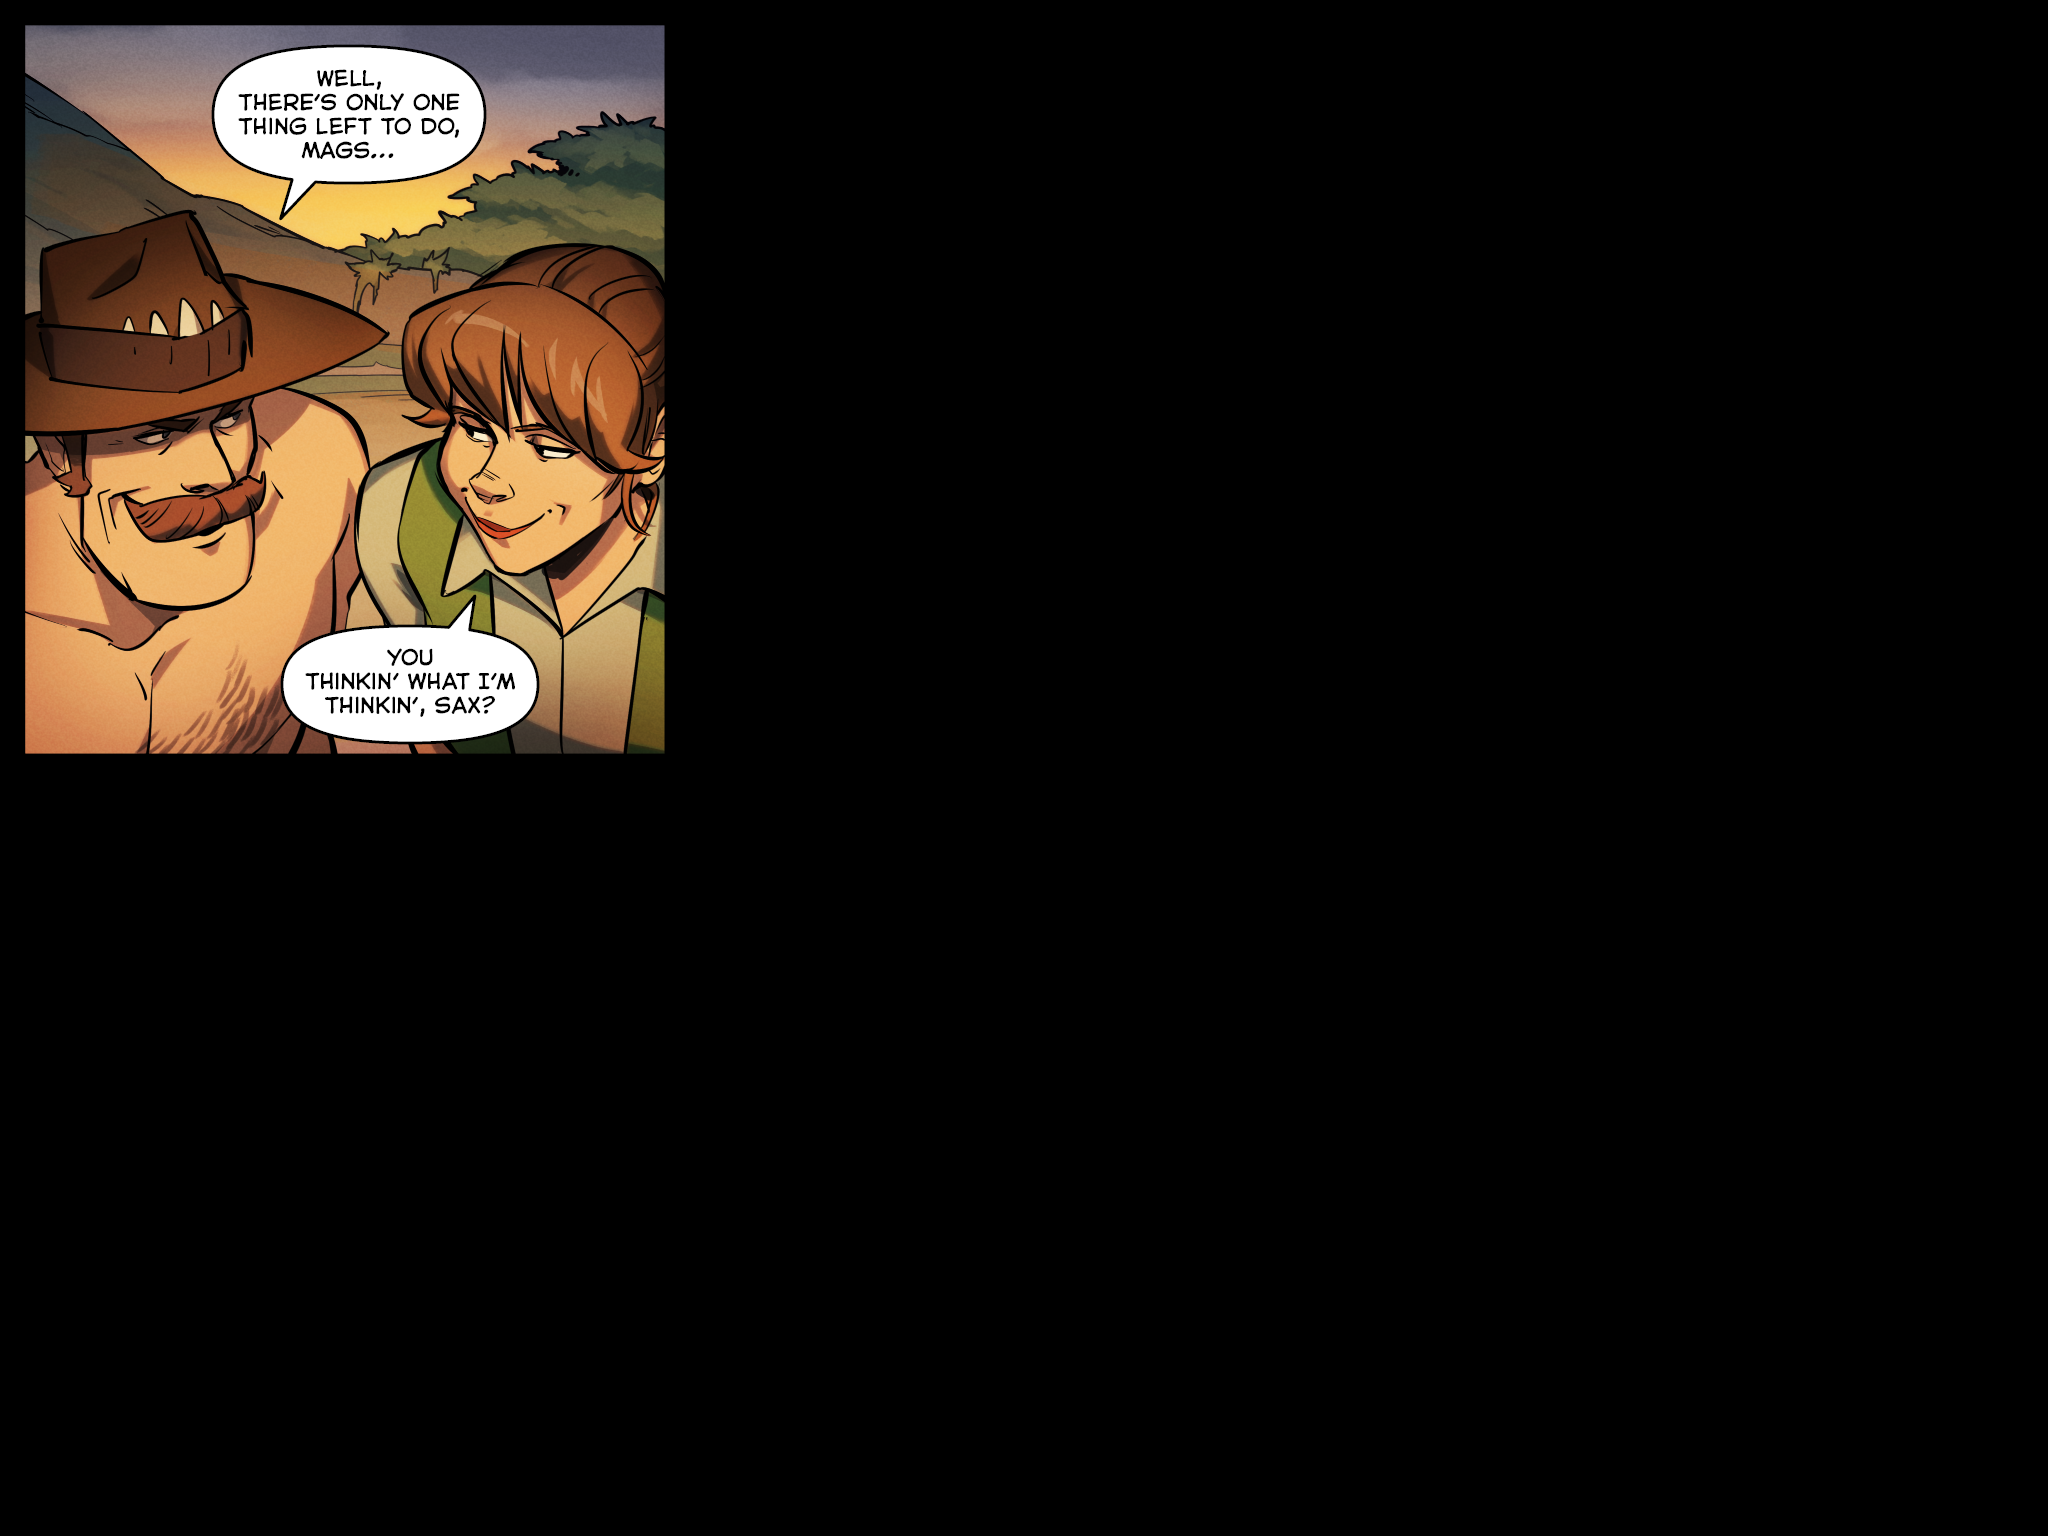 WELL,
THERE'S ONLY ONE
THING LEFT TO DO,
MAGS...
YOU
THINKIN' WHAT I'M
THINKIN', SAX?